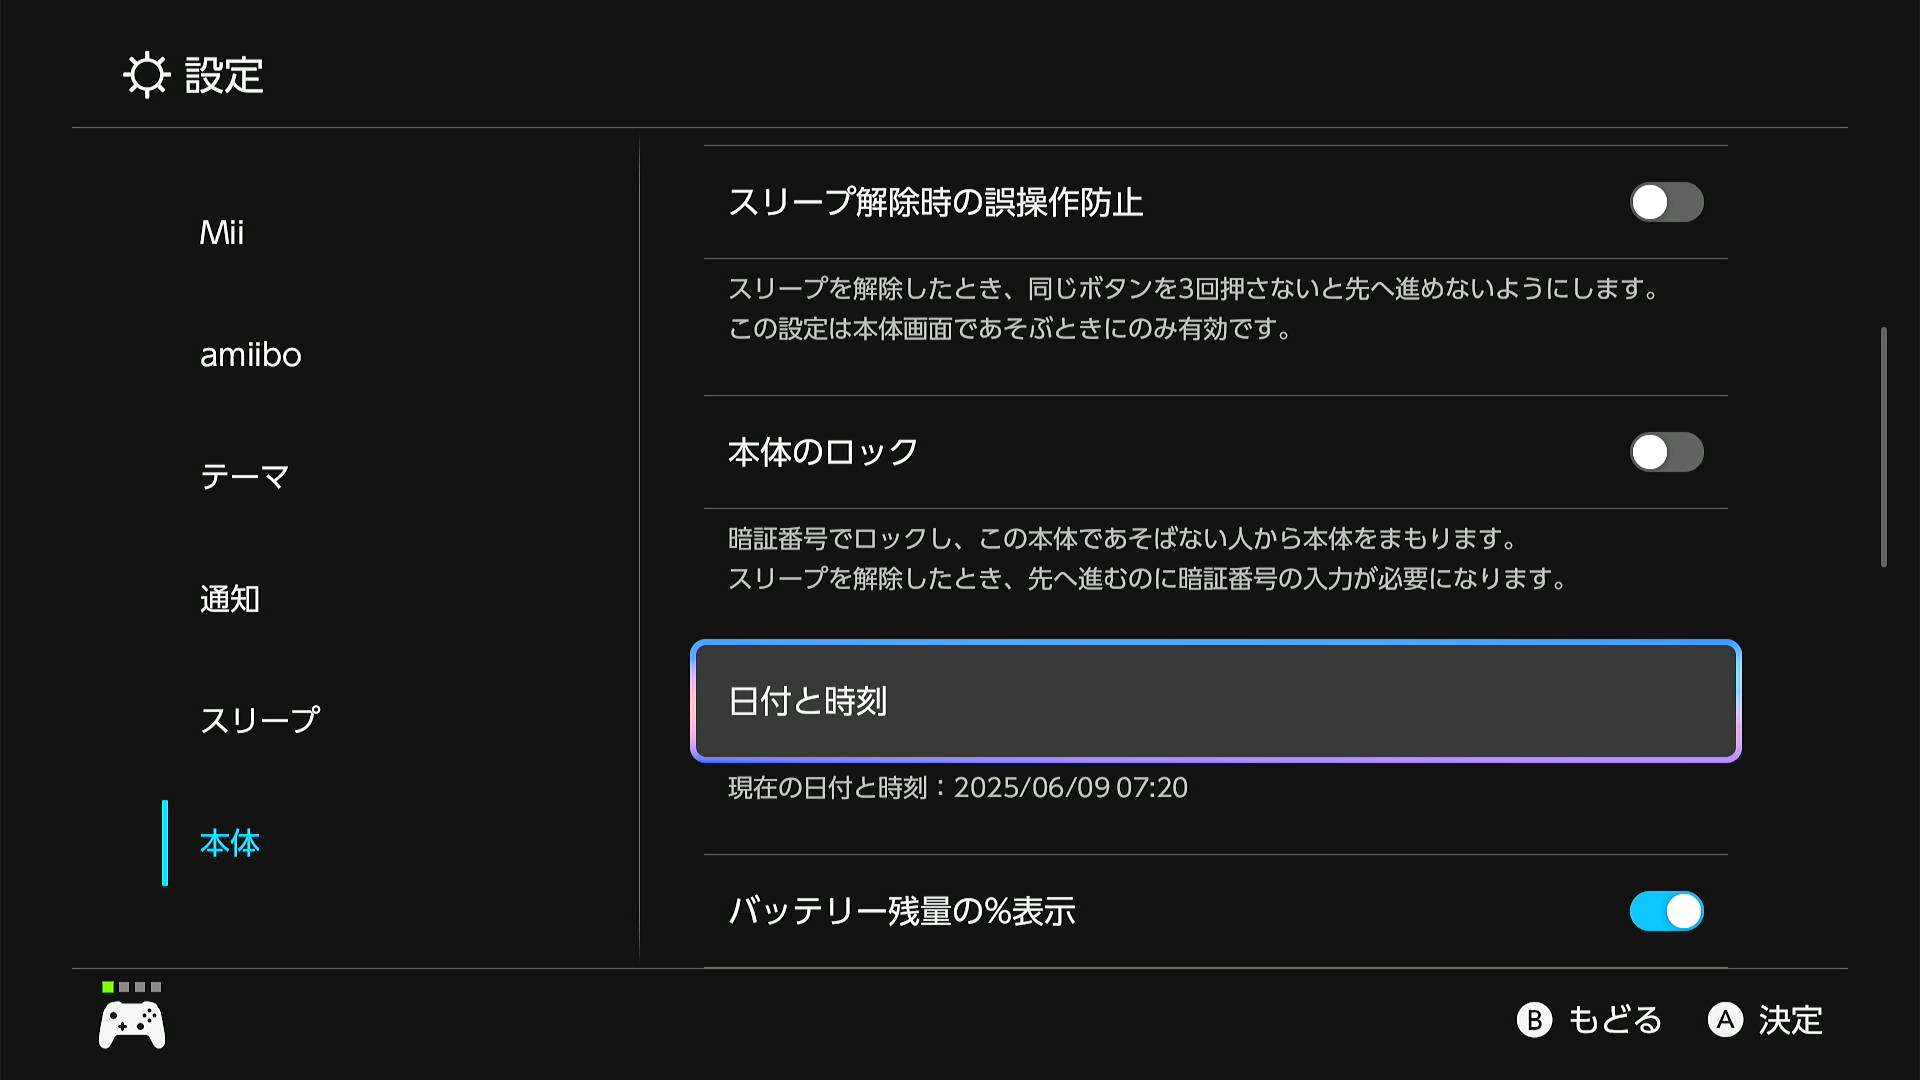 設定
Mii
amiibo
テーマ
通知
スリープ
本体
スリープ解除時の誤操作防止
スリープを解除したとき、同じボタンを3回押さないと先へ進めないようにします。
この設定は本体画面であそぶときにのみ有効です。
本体のロック
暗証番号でロックし、この本体であそばない人から本体をまもります。
スリープを解除したとき、先へ進むのに暗証番号の入力が必要になります。
日付と時刻
現在の日付と時刻：2025/06/09 07:20
バッテリー残量の%表示
B もどる A 決定